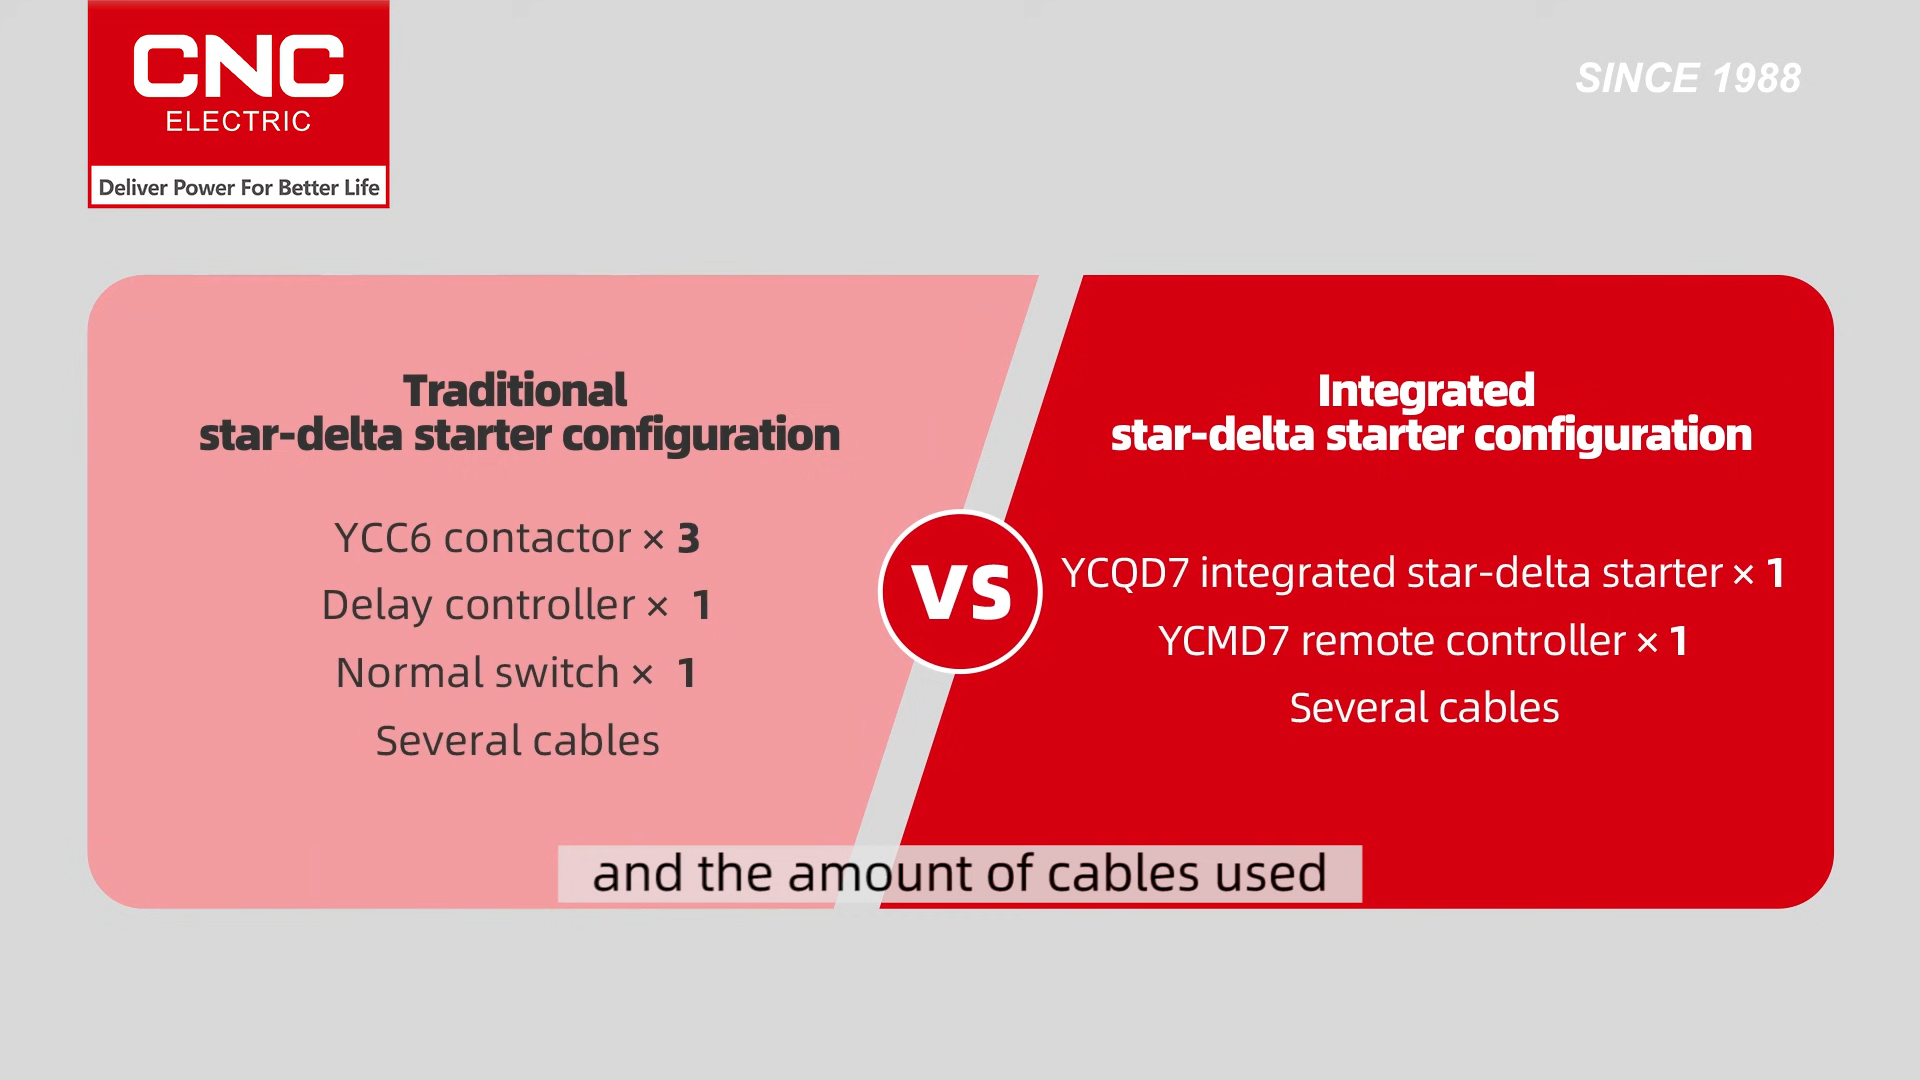 CNC
ELECTRIC
Deliver Power For Better Life
SINCE 1988
Traditional
star-delta starter configuration
YCC6 contactor × 3
Delay controller × 1
Normal switch × 1
Several cables
VS
Integrated
star-delta starter configuration
YCQD7 integrated star-delta starter × 1
YCMD7 remote controller × 1
Several cables
and the amount of cables used